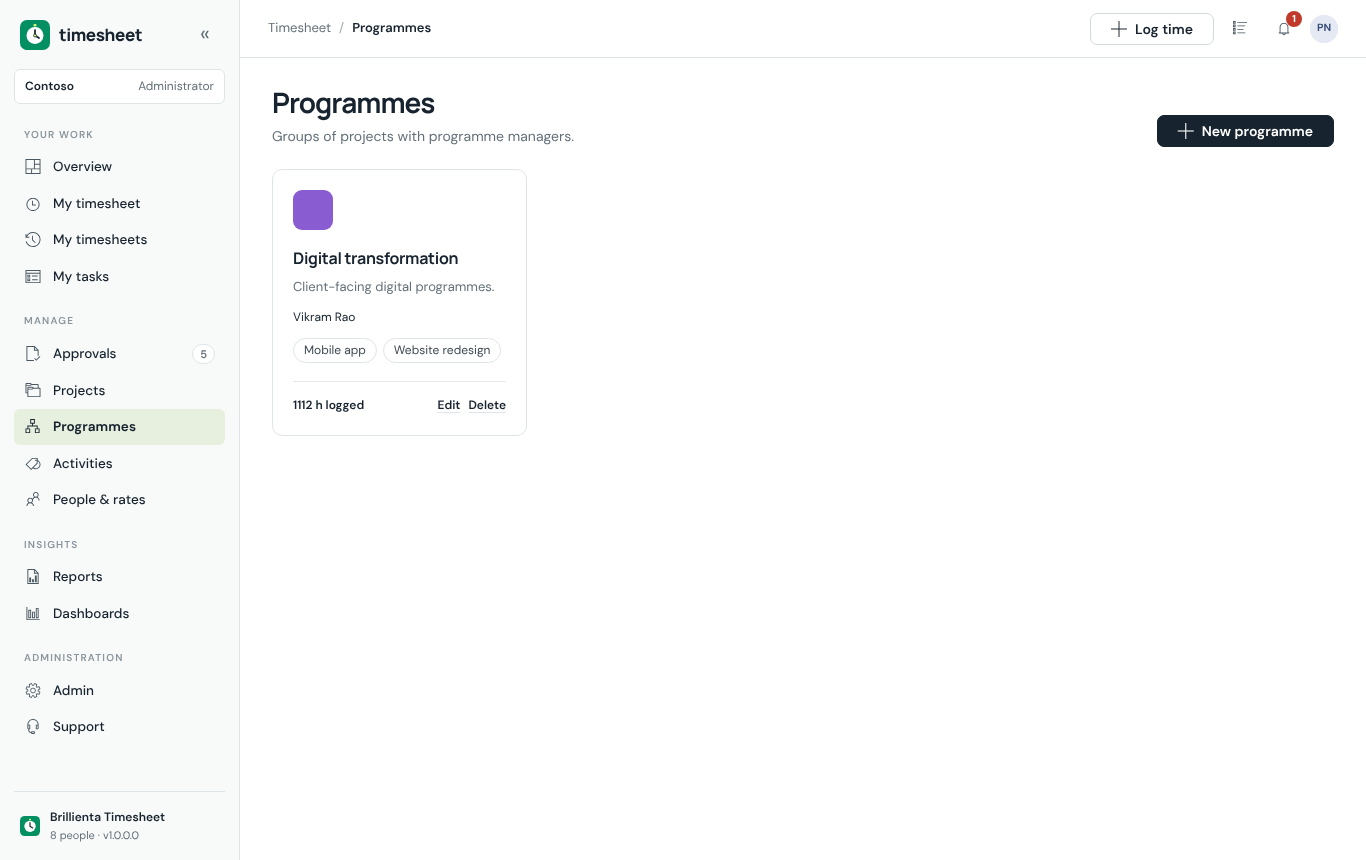 timesheet «
Contoso Administrator
YOUR WORK
Overview
My timesheet
My timesheets
My tasks
MANAGE
Approvals 5
Projects
Programmes
Activities
People & rates
INSIGHTS
Reports
Dashboards
ADMINISTRATION
Admin
Support
Brillienta Timesheet
8 people · v1.0.0.0
Timesheet / Programmes
Log time
1
PN
Programmes
Groups of projects with programme managers.
New programme
Digital transformation
Client-facing digital programmes.
Vikram Rao
Mobile app Website redesign
1112 h logged Edit Delete